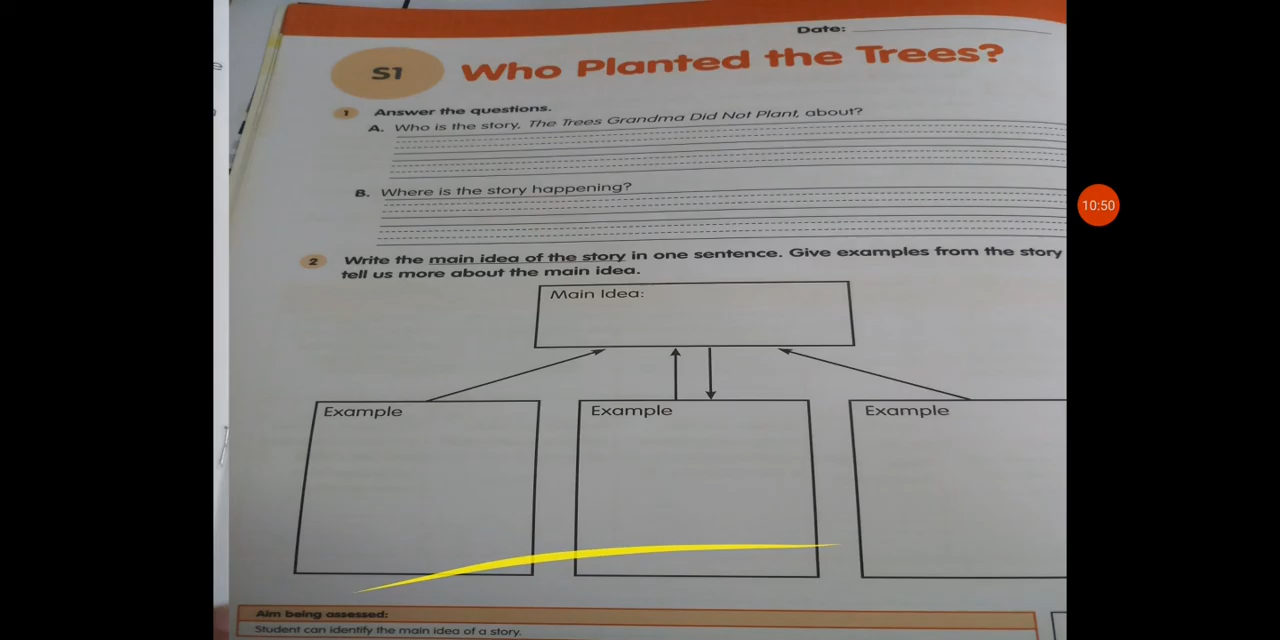 Date:
S1 Who Planted the Trees?
1 Answer the questions.
A. Who is the story, The Trees Grandma Did Not Plant, about?
B. Where is the story happening?
10:50
2 Write the main idea of the story in one sentence. Give examples from the story
tell us more about the main idea.
Main Idea:
Example Example Example
Aim being assessed:
Student can identify the main idea of a story.